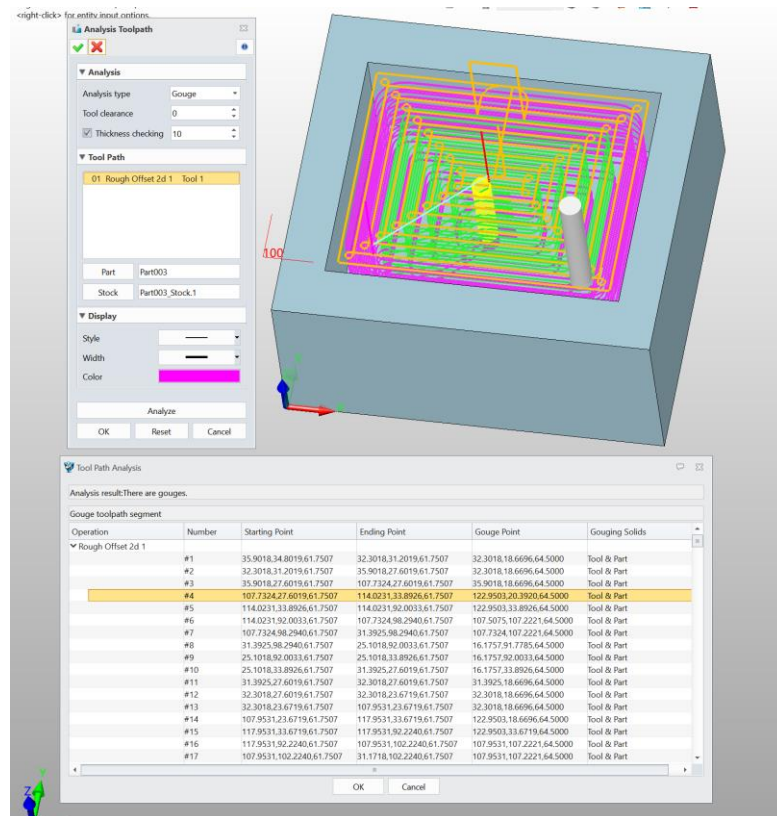 <right-click> for entity input options.
Analysis Toolpath
Analysis
Analysis type Gouge
Tool clearance 0
Thickness checking 10
Tool Path
01 Rough Offset 2d 1 Tool 1
Part Part003
Stock Part003_Stock.1
Display
Style
Width
Color
Analyze
OK Reset Cancel
100
Tool Path Analysis
Analysis result:There are gouges.
Gouge toolpath segment
Operation Number Starting Point Ending Point Gouge Point Gouging Solids
Rough Offset 2d 1
#1 35.9018,34.8019,61.7507 32.3018,31.2019,61.7507 32.3018,18.6696,64.5000 Tool & Part
#2 32.3018,31.2019,61.7507 35.9018,27.6019,61.7507 32.3018,18.6696,64.5000 Tool & Part
#3 35.9018,27.6019,61.7507 107.7324,27.6019,61.7507 35.9018,18.6696,64.5000 Tool & Part
#4 107.7324,27.6019,61.7507 114.0231,33.8926,61.7507 122.9503,20.3920,64.5000 Tool & Part
#5 114.0231,33.8926,61.7507 114.0231,92.0033,61.7507 122.9503,33.8926,64.5000 Tool & Part
#6 114.0231,92.0033,61.7507 107.7324,98.2940,61.7507 107.5075,107.2221,64.5000 Tool & Part
#7 107.7324,98.2940,61.7507 31.3925,98.2940,61.7507 107.7324,107.2221,64.5000 Tool & Part
#8 31.3925,98.2940,61.7507 25.1018,92.0033,61.7507 16.1757,91.7785,64.5000 Tool & Part
#9 25.1018,92.0033,61.7507 25.1018,33.8926,61.7507 16.1757,92.0033,64.5000 Tool & Part
#10 25.1018,33.8926,61.7507 31.3925,27.6019,61.7507 16.1757,33.8926,64.5000 Tool & Part
#11 31.3925,27.6019,61.7507 32.3018,27.6019,61.7507 31.3925,18.6696,64.5000 Tool & Part
#12 32.3018,27.6019,61.7507 32.3018,23.6719,61.7507 32.3018,18.6696,64.5000 Tool & Part
#13 32.3018,23.6719,61.7507 107.9531,23.6719,61.7507 32.3018,18.6696,64.5000 Tool & Part
#14 107.9531,23.6719,61.7507 117.9531,33.6719,61.7507 122.9503,18.6696,64.5000 Tool & Part
#15 117.9531,33.6719,61.7507 117.9531,92.2240,61.7507 122.9503,33.6719,64.5000 Tool & Part
#16 117.9531,92.2240,61.7507 107.9531,102.2240,61.7507 107.9531,107.2221,64.5000 Tool & Part
#17 107.9531,102.2240,61.7507 31.1718,102.2240,61.7507 107.9531,107.2221,64.5000 Tool & Part
OK Cancel
Y
Z